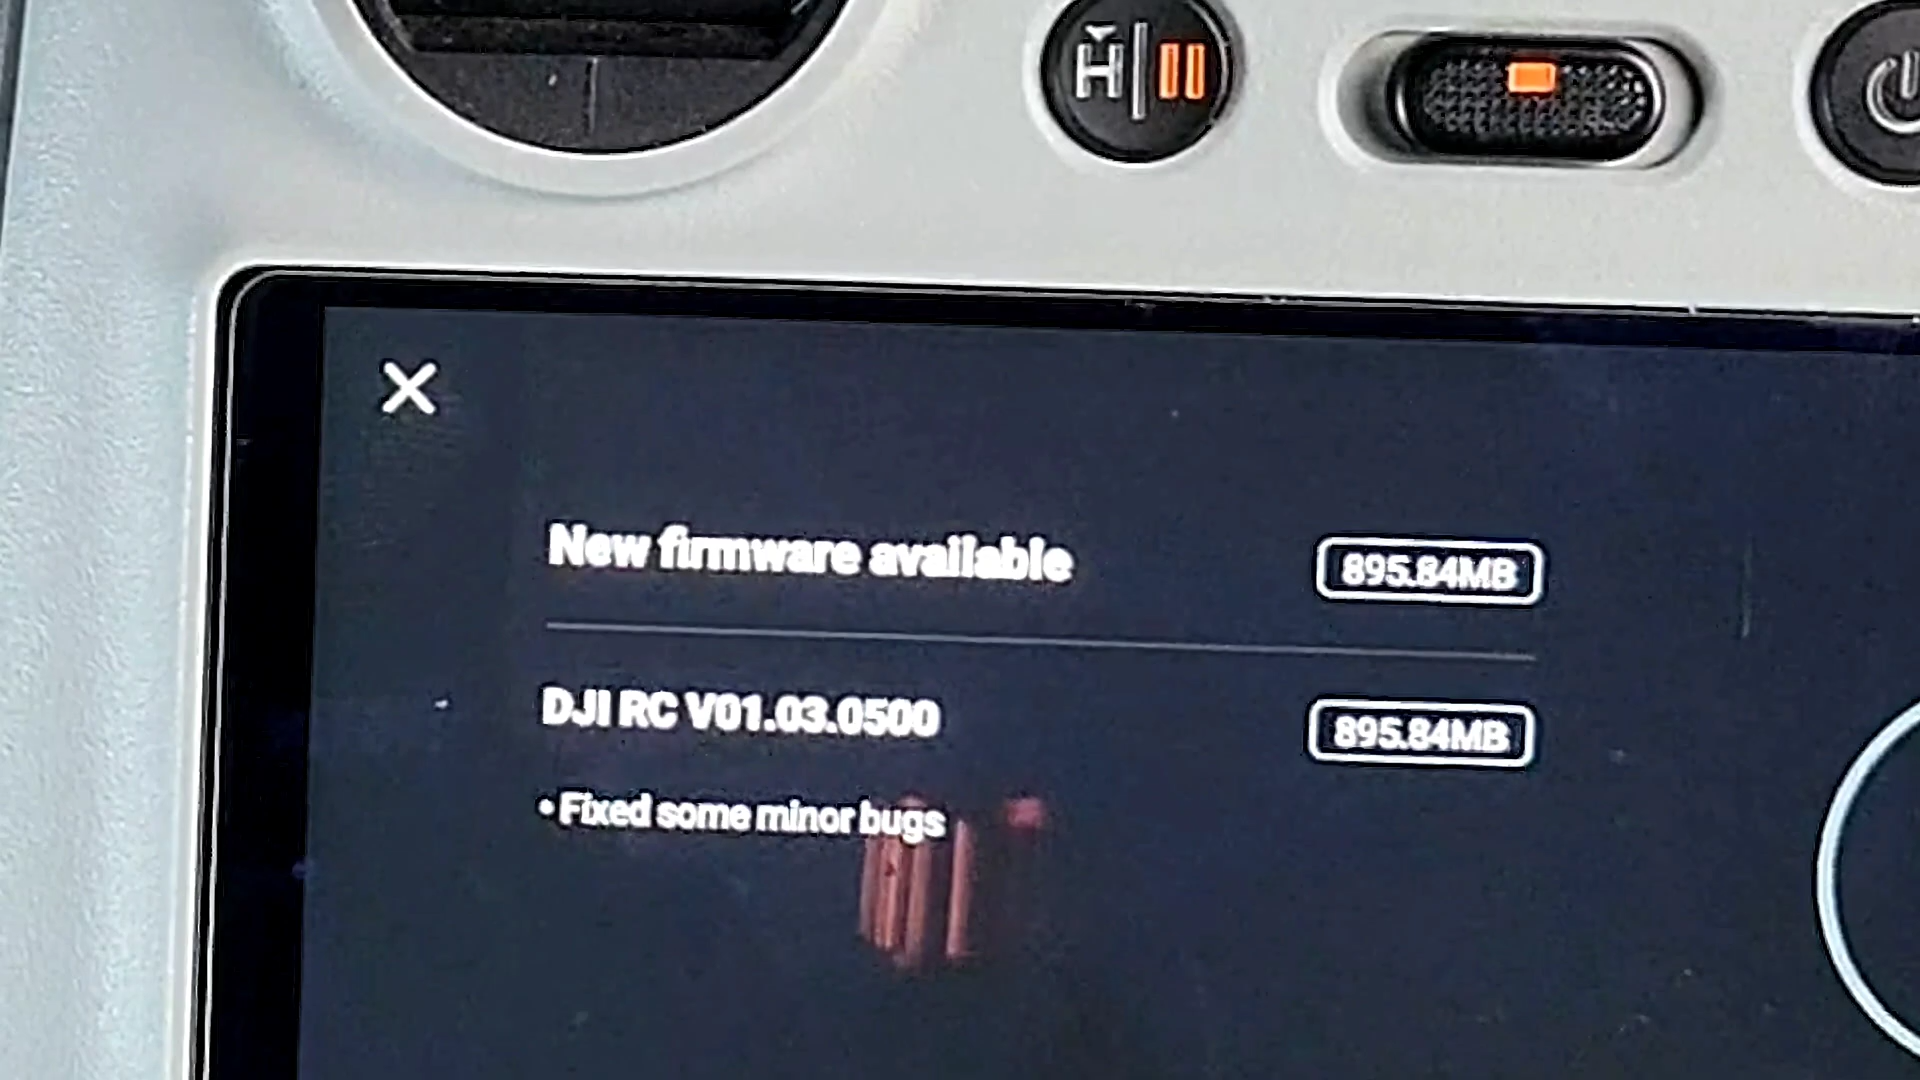 H
New firmware available
895.84MB
DJI RC V01.03.0500
895.84MB
• Fixed some minor bugs